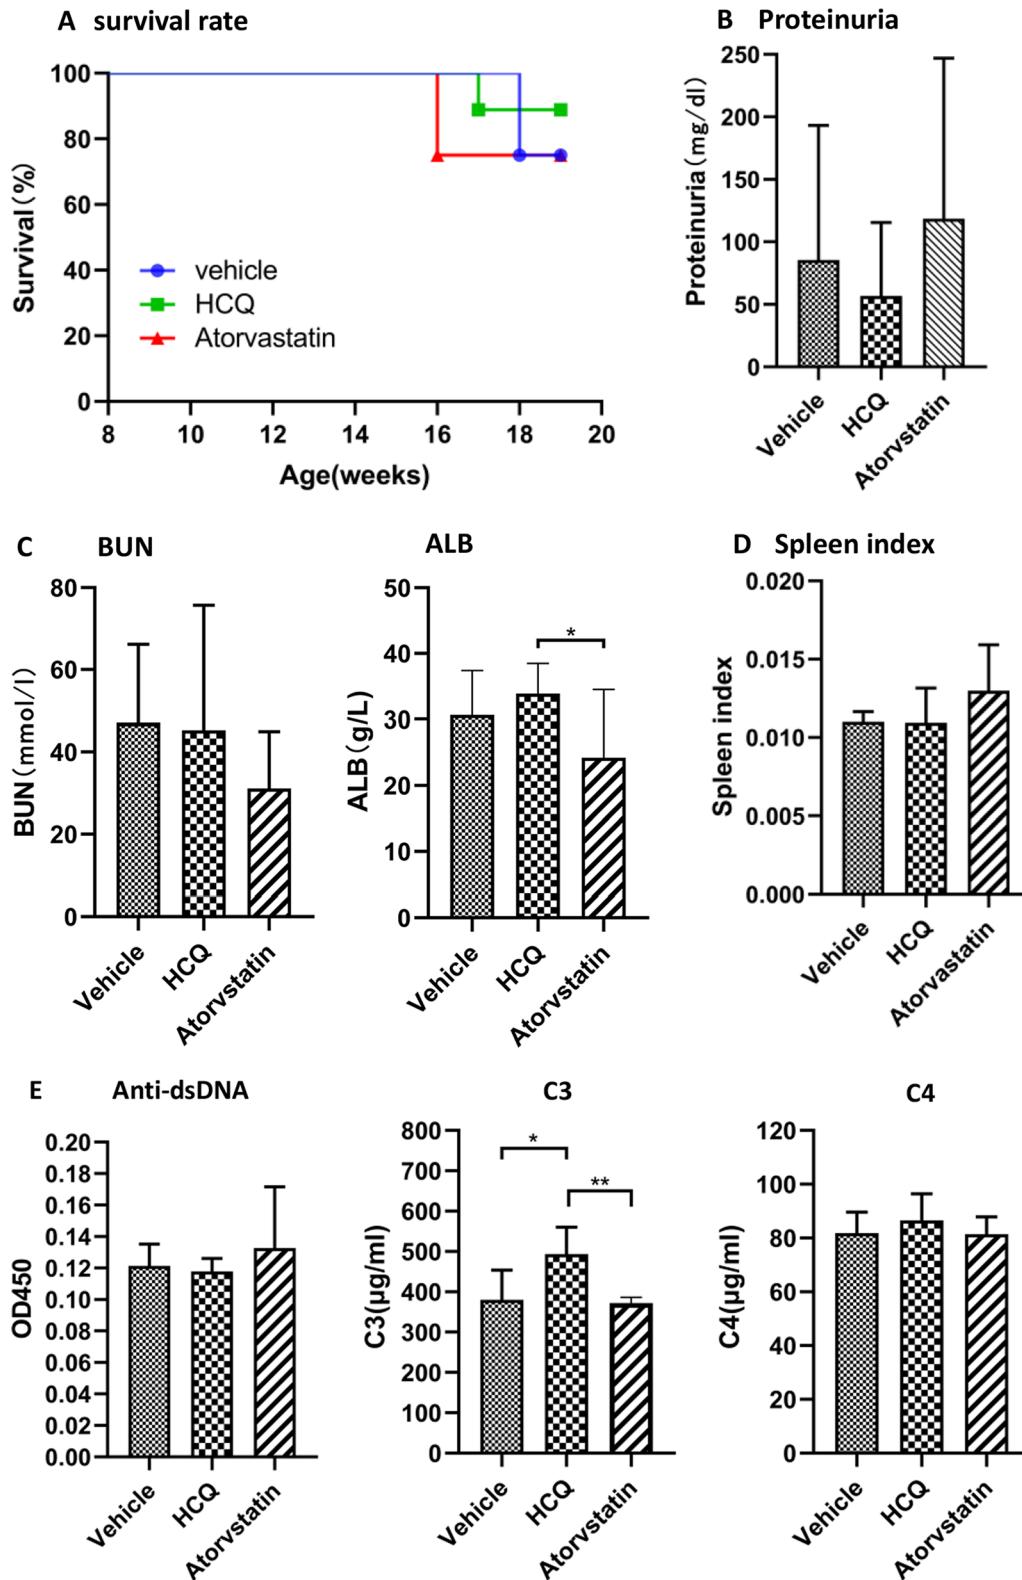 A survival rate
100
80
60
40
20
0
Survival(%)
vehicle
HCQ
Atorvastatin
8 10 12 14 16 18 20
Age(weeks)
B Proteinuria
250
200
150
100
50
0
Proteinuria(mg/dl)
Vehicle
HCQ
Atorvstatin
C BUN
80
60
40
20
0
BUN(mmol/l)
Vehicle
HCQ
Atorvstatin
ALB
50
40
30
20
10
0
ALB(g/L)
*
Vehicle
HCQ
Atorvstatin
D Spleen index
0.020
0.015
0.010
0.005
0.000
Spleen index
Vehicle
HCQ
Atorvastatin
E Anti-dsDNA
0.20
0.18
0.16
0.14
0.12
0.10
0.08
0.06
0.04
0.02
0.00
OD450
Vehicle
HCQ
Atorvstatin
C3
800
700
600
500
400
300
200
100
0
C3(μg/ml)
*
**
Vehicle
HCQ
Atorvstatin
C4
120
100
80
60
40
20
0
C4(μg/ml)
Vehicle
HCQ
Atorvstatin